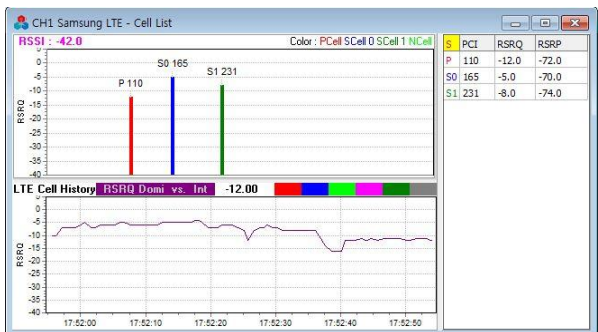 CH1 Samsung LTE - Cell List
RSSI : -42.0
Color : PCell SCell 0 SCell 1 NCell
0
-5
-10
-15
-20
-25
-30
-35
-40
RSRQ
P 110
S0 165
S1 231
S PCI RSRQ RSRP
P 110 -12.0 -72.0
S0 165 -5.0 -70.0
S1 231 -8.0 -74.0
LTE Cell History RSRQ Domi vs. Int -12.00
0
-5
-10
-15
-20
-25
-30
-35
-40
RSRQ
17:52:00 17:52:10 17:52:20 17:52:30 17:52:40 17:52:50